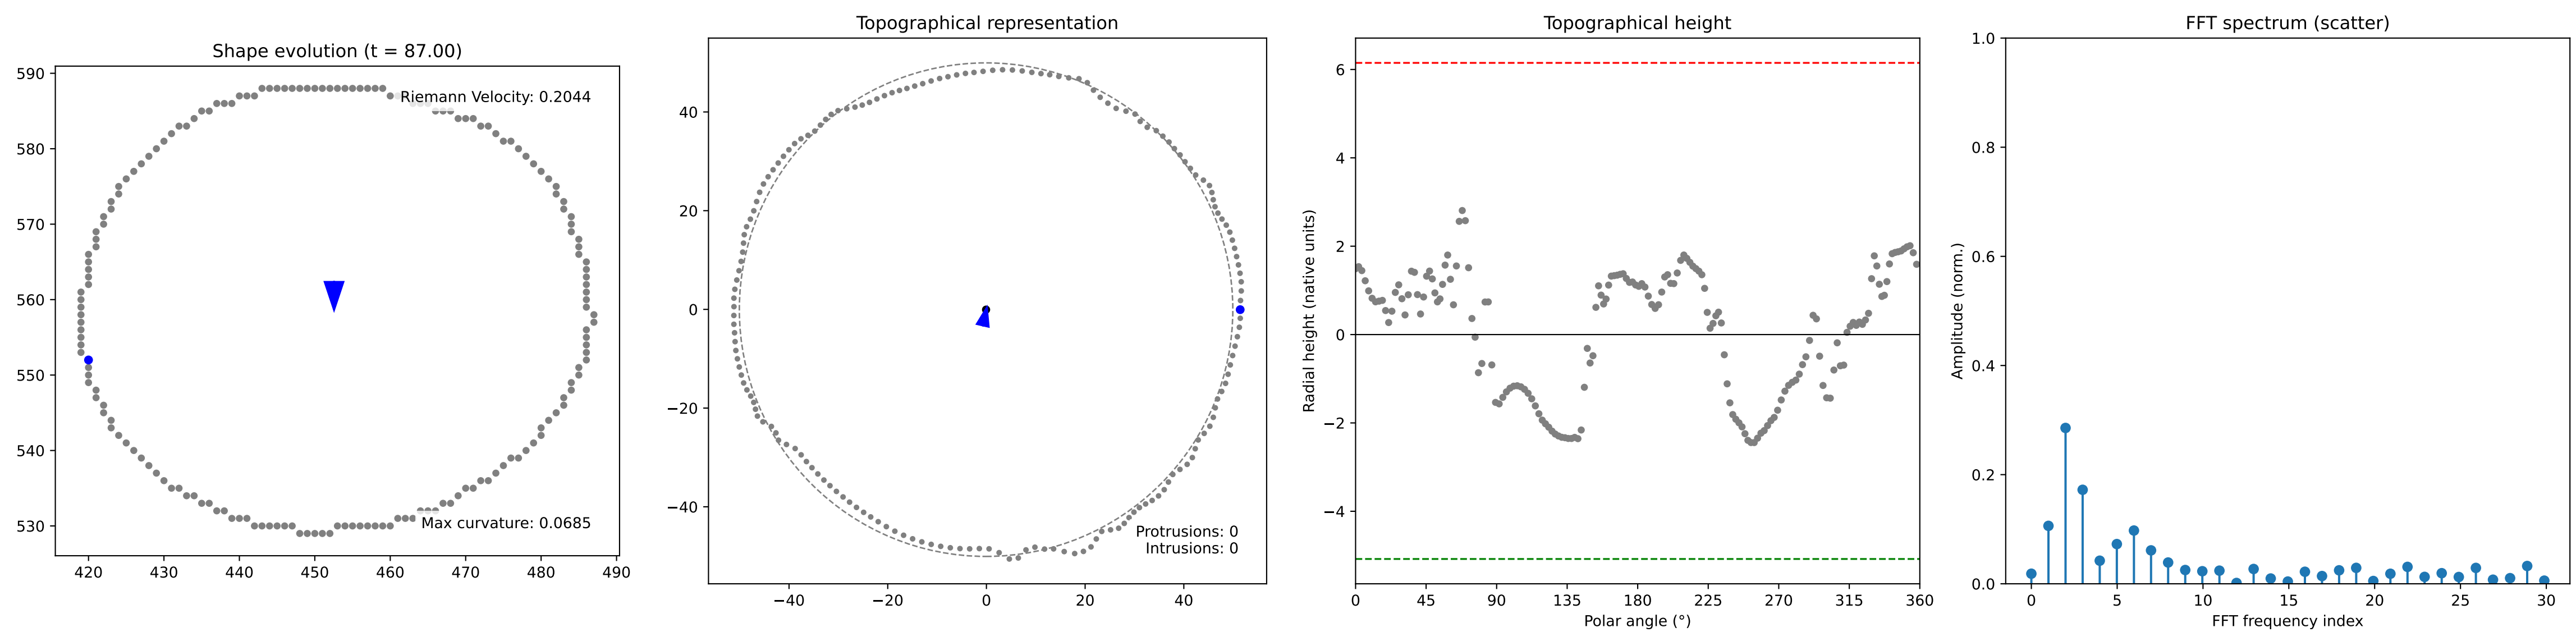 Shape evolution (t = 87.00)
590
580
570
560
550
540
530
420 430 440 450 460 470 480 490
Riemann Velocity: 0.2044
Max curvature: 0.0685
Topographical representation
40
20
0
−20
−40
−40 −20 0 20 40
Protrusions: 0
Intrusions: 0
Topographical height
Radial height (native units)
6
4
2
0
−2
−4
0 45 90 135 180 225 270 315 360
Polar angle (°)
FFT spectrum (scatter)
Amplitude (norm.)
1.0
0.8
0.6
0.4
0.2
0.0
0 5 10 15 20 25 30
FFT frequency index